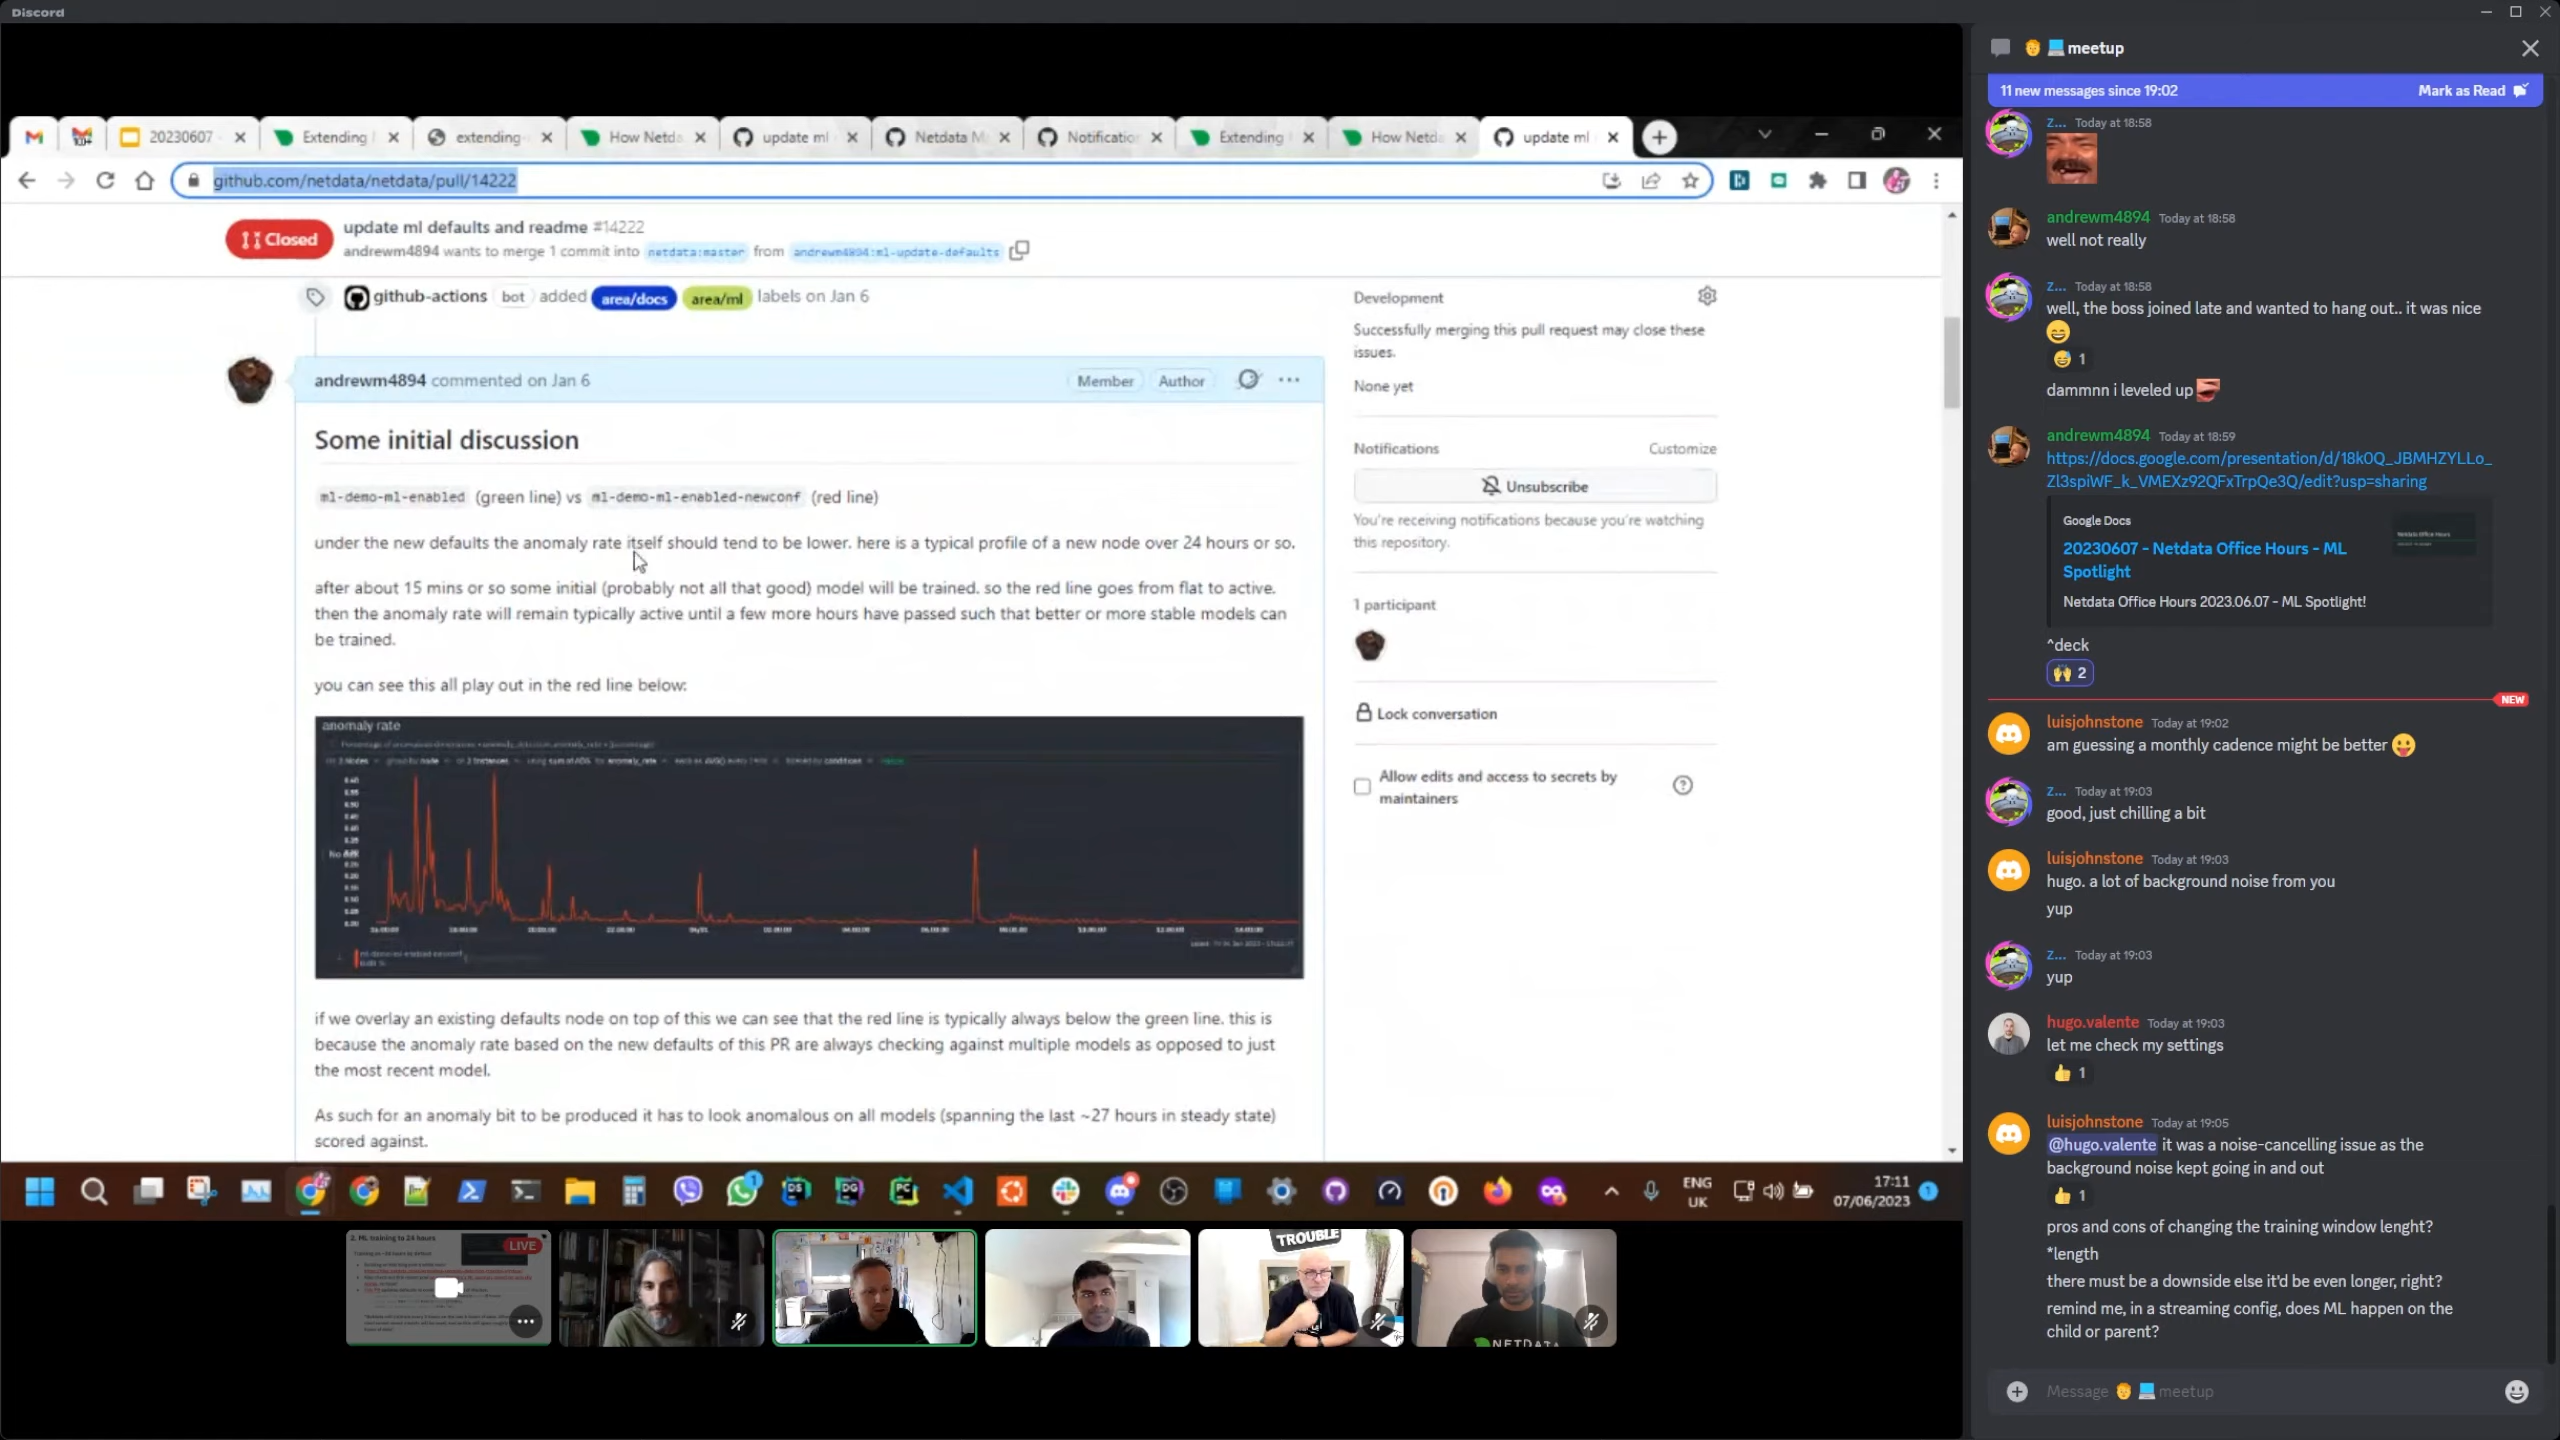 Discord
meetup
11 new messages since 19:02
Mark as Read
20230607 -
Extending
extending-
How Netda
update ml
Netdata M
Notification
Extending
How Netda
update ml
github.com/netdata/netdata/pull/14222
Closed
update ml defaults and readme #14222
andrewm4894 wants to merge 1 commit into netdata:master from andrewm4894:ml-update-defaults
github-actions bot added area/docs area/ml labels on Jan 6
andrewm4894 commented on Jan 6
Member
Author
Some initial discussion
ml-demo-ml-enabled (green line) vs ml-demo-ml-enabled-newconf (red line)
under the new defaults the anomaly rate itself should tend to be lower. here is a typical profile of a new node over 24 hours or so.
after about 15 mins or so some initial (probably not all that good) model will be trained. so the red line goes from flat to active.
then the anomaly rate will remain typically active until a few more hours have passed such that better or more stable models can
be trained.
you can see this all play out in the red line below:
anomaly rate
if we overlay an existing defaults node on top of this we can see that the red line is typically always below the green line. this is
because the anomaly rate based on the new defaults of this PR are always checking against multiple models as opposed to just
the most recent model.
As such for an anomaly bit to be produced it has to look anomalous on all models (spanning the last ~27 hours in steady state)
scored against.
Development
Successfully merging this pull request may close these
issues.
None yet
Notifications
Customize
Unsubscribe
You're receiving notifications because you're watching
this repository.
1 participant
Lock conversation
Allow edits and access to secrets by
maintainers
ENG
UK
17:11
07/06/2023
1
2. ML training to 24 hours
LIVE
TROUBLE
NETDATA
Z... Today at 18:58
andrewm4894 Today at 18:58
well not really
Z... Today at 18:58
well, the boss joined late and wanted to hang out.. it was nice
😄
😅 1
dammnn i leveled up
andrewm4894 Today at 18:59
https://docs.google.com/presentation/d/18k0Q_JBMHZYLLo_
Zl3spiWF_k_VMEXz92QFxTrpQe3Q/edit?usp=sharing
Google Docs
20230607 - Netdata Office Hours - ML
Spotlight
Netdata Office Hours 2023.06.07 - ML Spotlight!
^deck
🙌 2
NEW
luisjohnstone Today at 19:02
am guessing a monthly cadence might be better 😛
Z... Today at 19:03
good, just chilling a bit
luisjohnstone Today at 19:03
hugo. a lot of background noise from you
yup
Z... Today at 19:03
yup
hugo.valente Today at 19:03
let me check my settings
👍 1
luisjohnstone Today at 19:05
@hugo.valente it was a noise-cancelling issue as the
background noise kept going in and out
👍 1
pros and cons of changing the training window lenght?
*length
there must be a downside else it'd be even longer, right?
remind me, in a streaming config, does ML happen on the
child or parent?
Message 🧑 💻 meetup